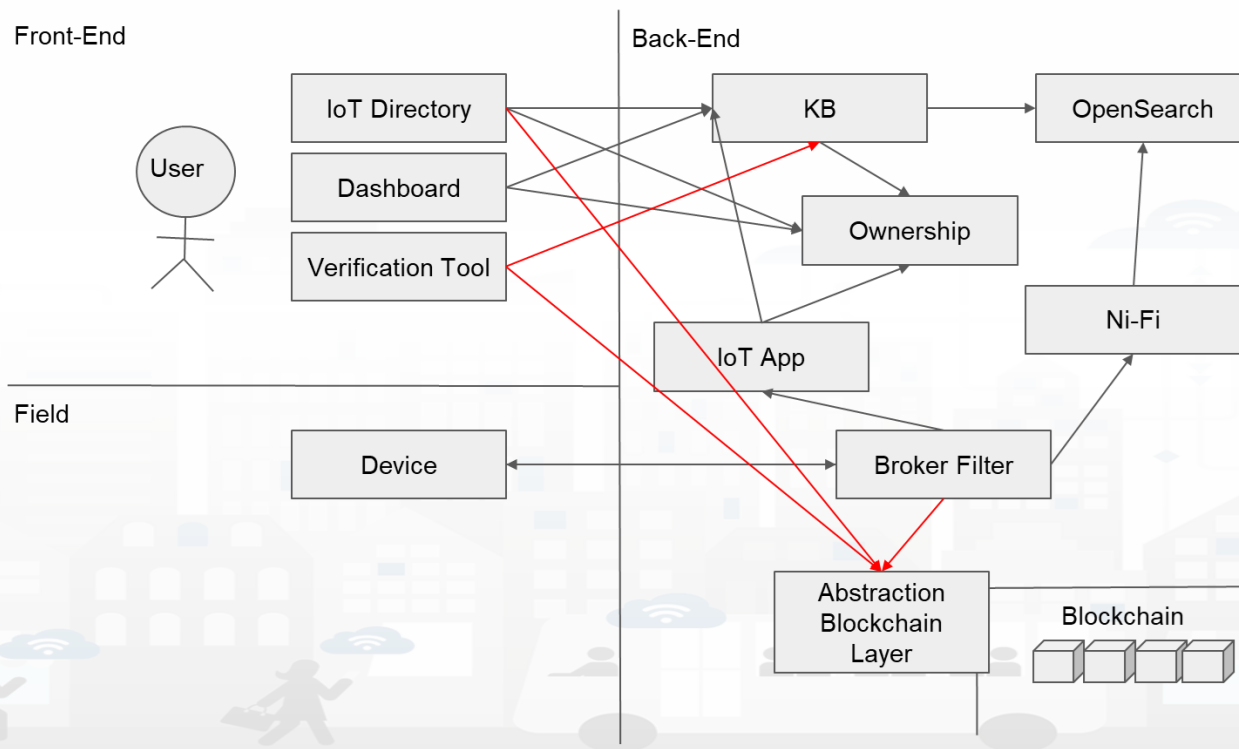 Front-End
Back-End
IoT Directory
KB
OpenSearch
User
Dashboard
Ownership
Verification Tool
Ni-Fi
IoT App
Field
Device
Broker Filter
Abstraction
Blockchain
Layer
Blockchain